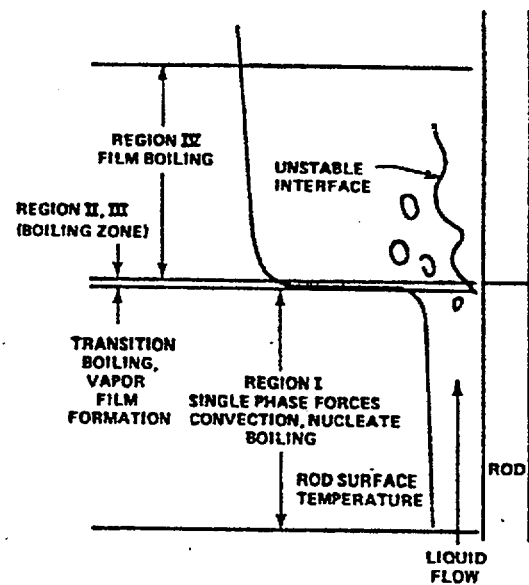 REGION IV
FILM BOILING
UNSTABLE
INTERFACE
REGION II, III
(BOILING ZONE)
TRANSITION
BOILING,
VAPOR
FILM
FORMATION
REGION I
SINGLE PHASE FORCES
CONVECTION, NUCLEATE
BOILING
ROD SURFACE
TEMPERATURE
ROD
LIQUID
FLOW